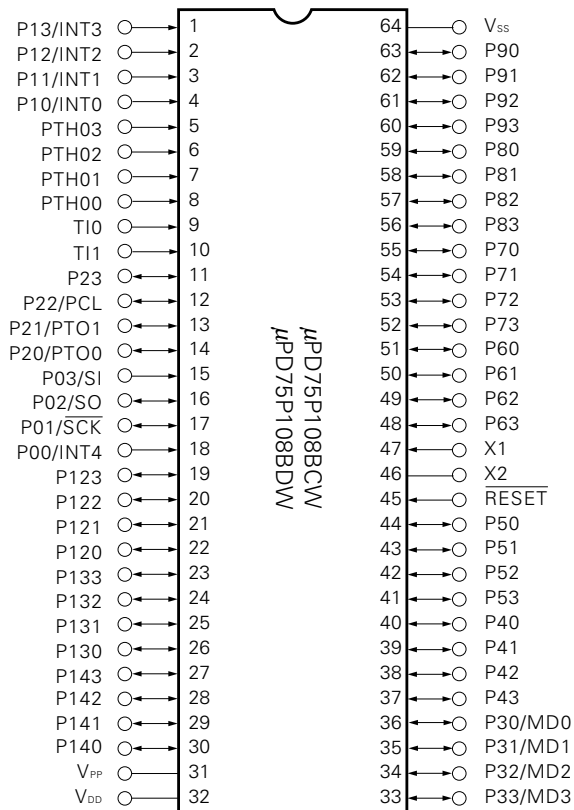 P13/INT3 1 64 Vss
P12/INT2 2 63 P90
P11/INT1 3 62 P91
P10/INT0 4 61 P92
PTH03 5 60 P93
PTH02 6 59 P80
PTH01 7 58 P81
PTH00 8 57 P82
TI0 9 56 P83
TI1 10 55 P70
P23 11 54 P71
P22/PCL 12 53 P72
P21/PTO1 13 52 P73
P20/PTO0 14 51 P60
P03/SI 15 50 P61
P02/SO 16 49 P62
P01/SCK 17 48 P63
P00/INT4 18 47 X1
P123 19 46 X2
P122 20 45 RESET
P121 21 44 P50
P120 22 43 P51
P133 23 42 P52
P132 24 41 P53
P131 25 40 P40
P130 26 39 P41
P143 27 38 P42
P142 28 37 P43
P141 29 36 P30/MD0
P140 30 35 P31/MD1
VPP 31 34 P32/MD2
VDD 32 33 P33/MD3
μPD75P108BCW
μPD75P108BDW